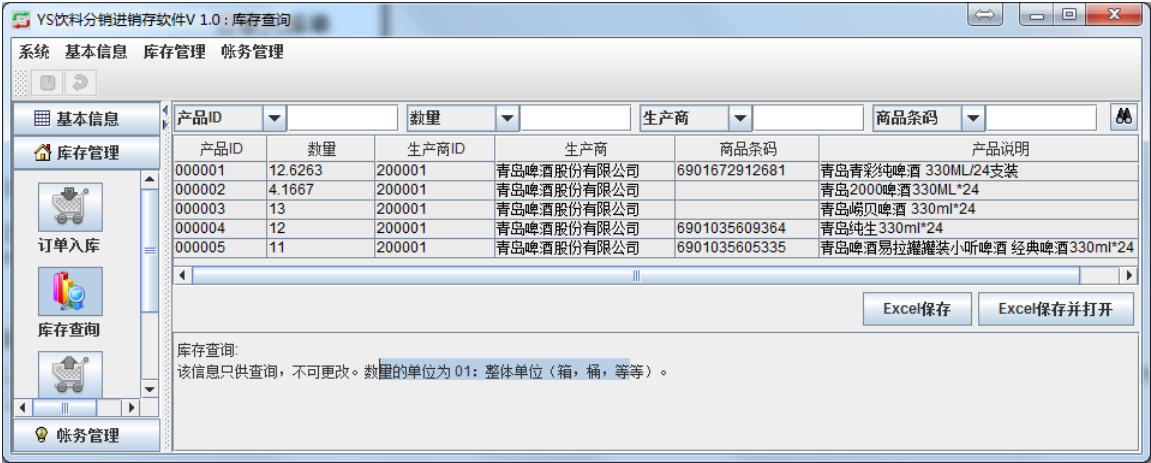 YS饮料分销进销存软件V 1.0 : 库存查询
系统 基本信息 库存管理 帐务管理
基本信息
库存管理
订单入库
库存查询
帐务管理
产品ID 数量 生产商 商品条码
产品ID 数量 生产商ID 生产商 商品条码 产品说明
000001 12.6263 200001 青岛啤酒股份有限公司 6901672912681 青岛青彩纯啤酒 330ML/24支装
000002 4.1667 200001 青岛啤酒股份有限公司 青岛2000啤酒330ML*24
000003 13 200001 青岛啤酒股份有限公司 青岛崂贝啤酒 330ml*24
000004 12 200001 青岛啤酒股份有限公司 6901035609364 青岛纯生330ml*24
000005 11 200001 青岛啤酒股份有限公司 6901035605335 青岛啤酒易拉罐罐装小听啤酒 经典啤酒330ml*24
Excel保存 Excel保存并打开
库存查询:
该信息只供查询，不可更改。数量的单位为 01：整体单位（箱，桶，等等）。